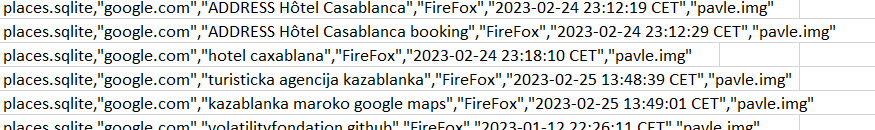 places.sqlite,"google.com","ADDRESS Hôtel Casablanca","FireFox","2023-02-24 23:12:19 CET","pavle.img"
places.sqlite,"google.com","ADDRESS Hôtel Casablanca booking","FireFox","2023-02-24 23:12:29 CET","pavle.img"
places.sqlite,"google.com","hotel caxablana","FireFox","2023-02-24 23:18:10 CET","pavle.img"
places.sqlite,"google.com","turisticka agencija kazablanka","FireFox","2023-02-25 13:48:39 CET","pavle.img"
places.sqlite,"google.com","kazablanka maroko google maps","FireFox","2023-02-25 13:49:01 CET","pavle.img"
places.sqlite,"google.com","volatilityfondation github","FireFox","2023-01-12 22:26:11 CET","pavle.img"